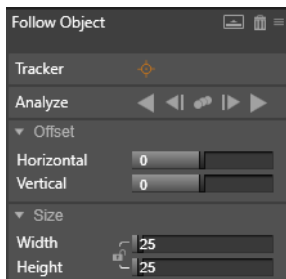 Follow Object
Tracker
Analyze
Offset
Horizontal 0
Vertical 0
Size
Width 25
Height 25